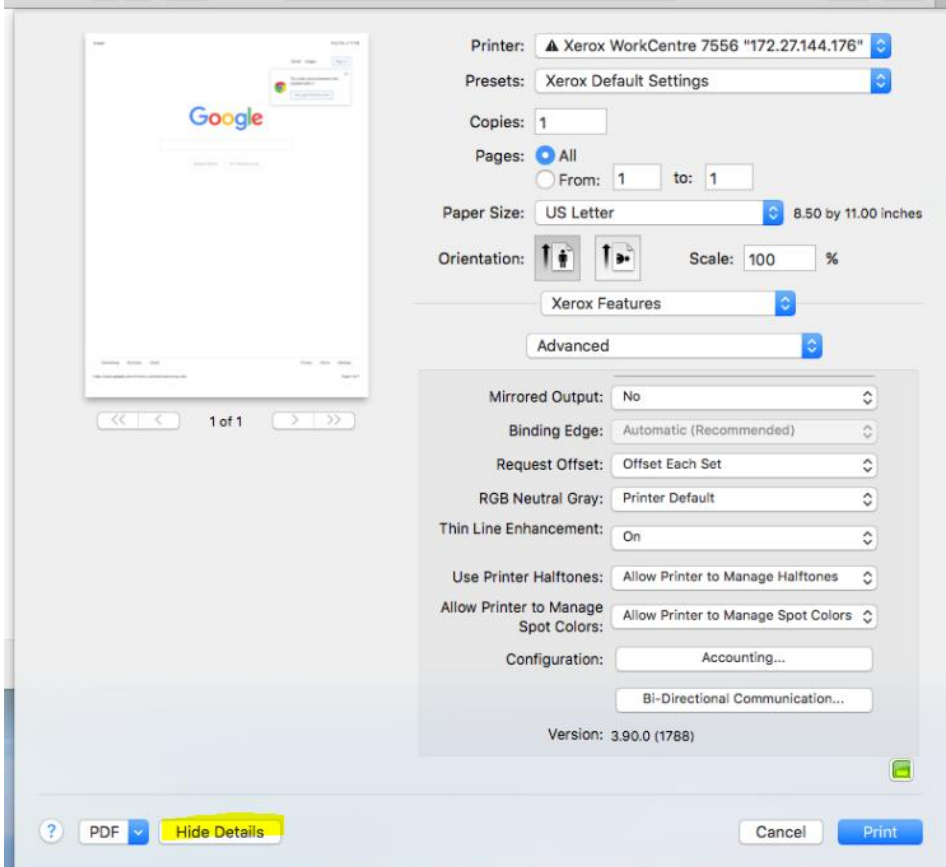 Printer: Xerox WorkCentre 7556 "172.27.144.176"
Presets: Xerox Default Settings
Copies: 1
Pages: All
From: 1 to: 1
Paper Size: US Letter 8.50 by 11.00 inches
Orientation: Scale: 100 %
Xerox Features
Advanced
Google
<< < 1 of 1 > >>
Mirrored Output: No
Binding Edge: Automatic (Recommended)
Request Offset: Offset Each Set
RGB Neutral Gray: Printer Default
Thin Line Enhancement: On
Use Printer Halftones: Allow Printer to Manage Halftones
Allow Printer to Manage
Spot Colors: Allow Printer to Manage Spot Colors
Configuration: Accounting...
Bi-Directional Communication...
Version: 3.90.0 (1788)
? PDF Hide Details Cancel Print